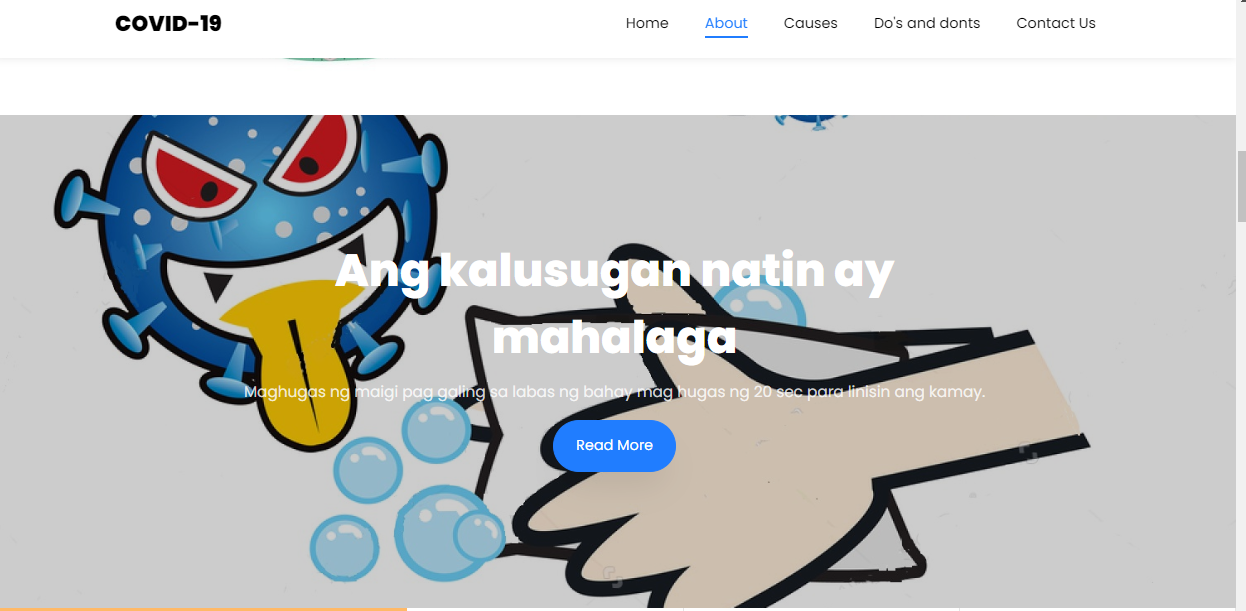 COVID-19
Home About Causes Do's and donts Contact Us
Ang kalusugan natin ay
mahalaga
Maghugas ng maigi pag galing sa labas ng bahay mag hugas ng 20 sec para linisin ang kamay.
Read More